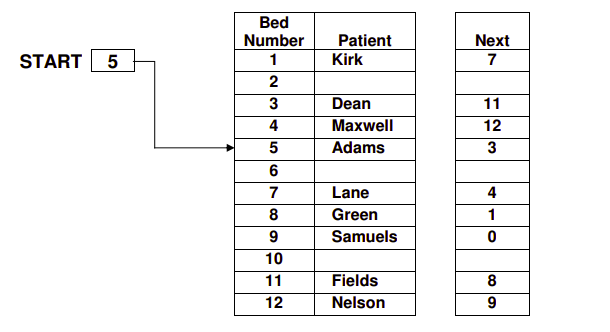 Bed
Number Patient Next
START 5
1 Kirk 7
2
3 Dean 11
4 Maxwell 12
5 Adams 3
6
7 Lane 4
8 Green 1
9 Samuels 0
10
11 Fields 8
12 Nelson 9